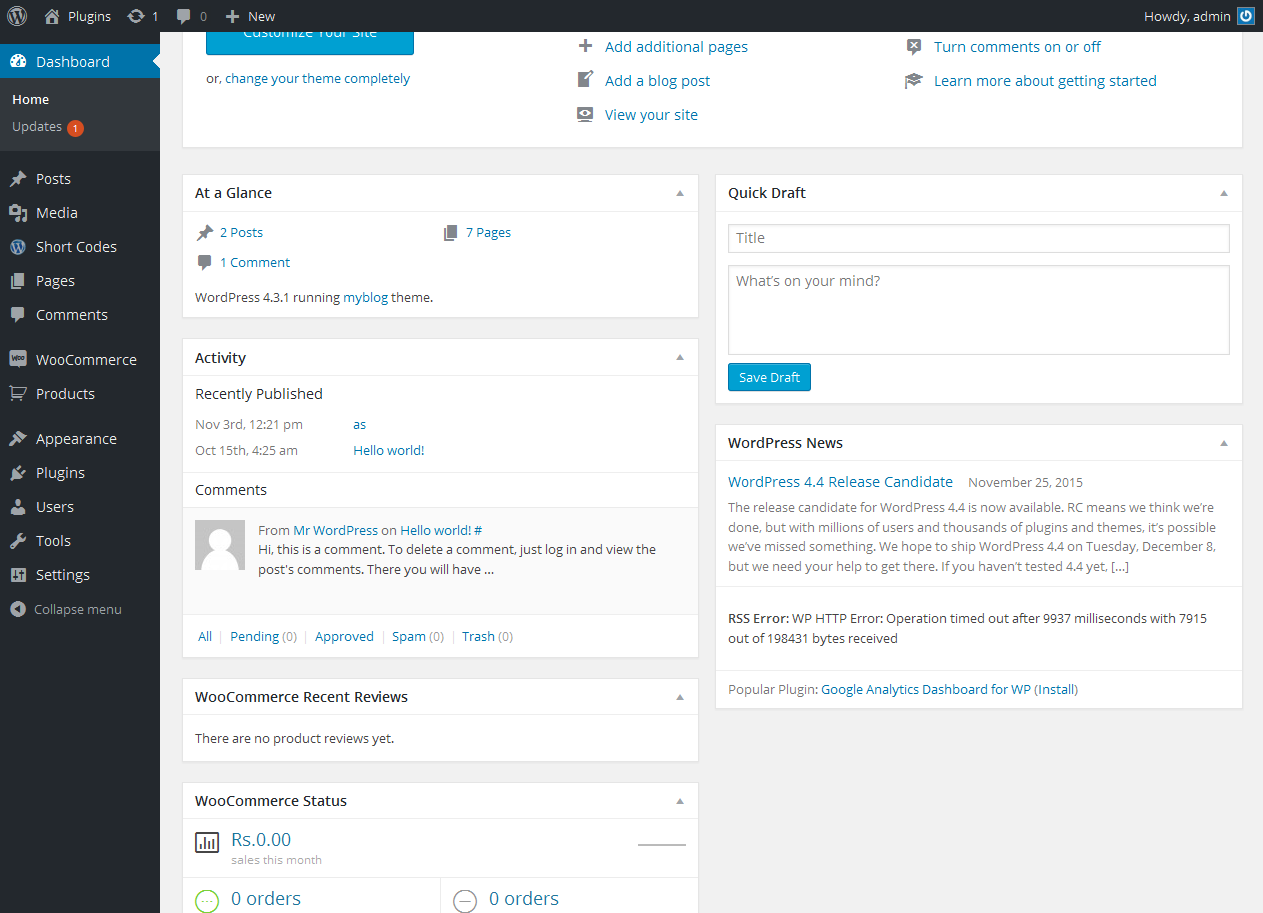 Plugins 1 0 New Howdy, admin
Dashboard
Home
Updates 1
Posts
Media
Short Codes
Pages
Comments
WooCommerce
Products
Appearance
Plugins
Users
Tools
Settings
Collapse menu
Customize Your Site
or, change your theme completely
Add additional pages
Add a blog post
View your site
Turn comments on or off
Learn more about getting started
At a Glance
2 Posts 7 Pages
1 Comment
WordPress 4.3.1 running myblog theme.
Activity
Recently Published
Nov 3rd, 12:21 pm as
Oct 15th, 4:25 am Hello world!
Comments
From Mr WordPress on Hello world! #
Hi, this is a comment. To delete a comment, just log in and view the
post's comments. There you will have ...
All | Pending (0) | Approved | Spam (0) | Trash (0)
WooCommerce Recent Reviews
There are no product reviews yet.
WooCommerce Status
Rs.0.00
sales this month
0 orders 0 orders
Quick Draft
Title
What's on your mind?
Save Draft
WordPress News
WordPress 4.4 Release Candidate November 25, 2015
The release candidate for WordPress 4.4 is now available. RC means we think we're
done, but with millions of users and thousands of plugins and themes, it's possible
we've missed something. We hope to ship WordPress 4.4 on Tuesday, December 8,
but we need your help to get there. If you haven't tested 4.4 yet, [...]
RSS Error: WP HTTP Error: Operation timed out after 9937 milliseconds with 7915
out of 198431 bytes received
Popular Plugin: Google Analytics Dashboard for WP (Install)